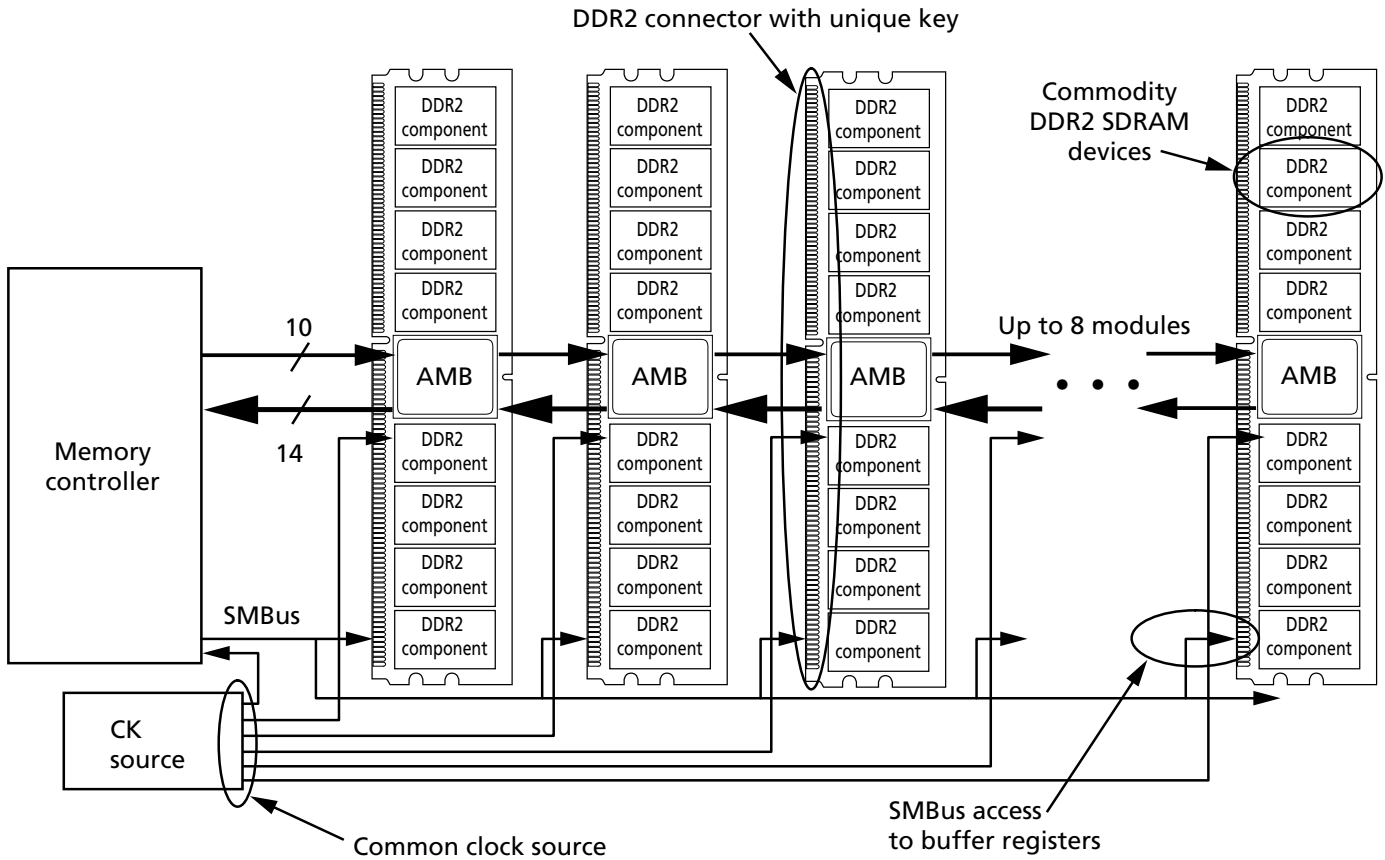 DDR2 connector with unique key
Commodity
DDR2 SDRAM
devices
DDR2
component
DDR2
component
DDR2
component
DDR2
component
AMB
DDR2
component
DDR2
component
DDR2
component
DDR2
component
DDR2
component
DDR2
component
DDR2
component
DDR2
component
AMB
DDR2
component
DDR2
component
DDR2
component
DDR2
component
DDR2
component
DDR2
component
DDR2
component
DDR2
component
AMB
DDR2
component
DDR2
component
DDR2
component
DDR2
component
Up to 8 modules
• • •
DDR2
component
DDR2
component
DDR2
component
DDR2
component
AMB
DDR2
component
DDR2
component
DDR2
component
DDR2
component
10
14
Memory
controller
SMBus
CK
source
Common clock source
SMBus access
to buffer registers